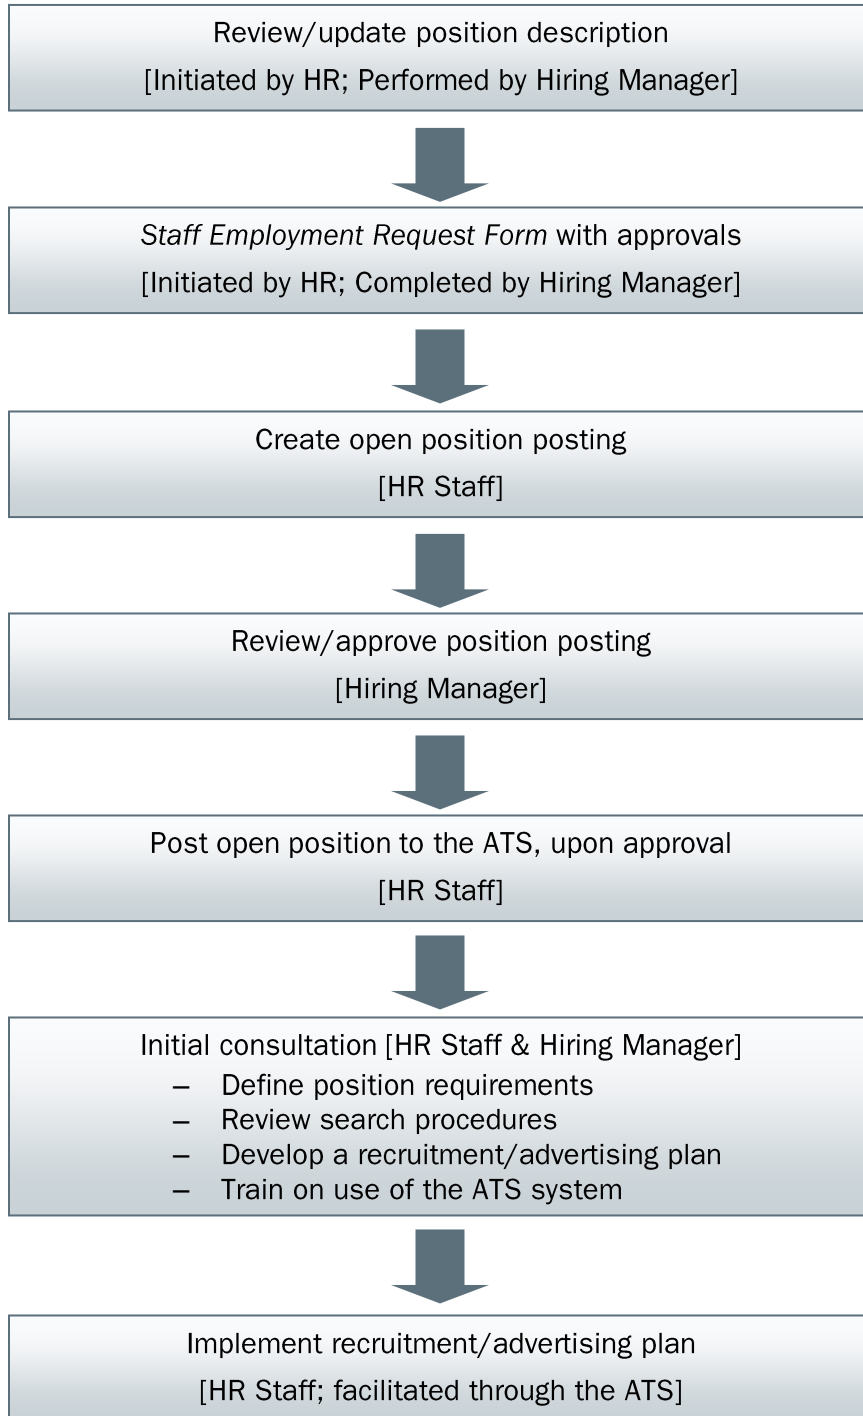 Review/update position description
[Initiated by HR; Performed by Hiring Manager]
Staff Employment Request Form with approvals
[Initiated by HR; Completed by Hiring Manager]
Create open position posting
[HR Staff]
Review/approve position posting
[Hiring Manager]
Post open position to the ATS, upon approval
[HR Staff]
Initial consultation [HR Staff & Hiring Manager]
– Define position requirements
– Review search procedures
– Develop a recruitment/advertising plan
– Train on use of the ATS system
Implement recruitment/advertising plan
[HR Staff; facilitated through the ATS]